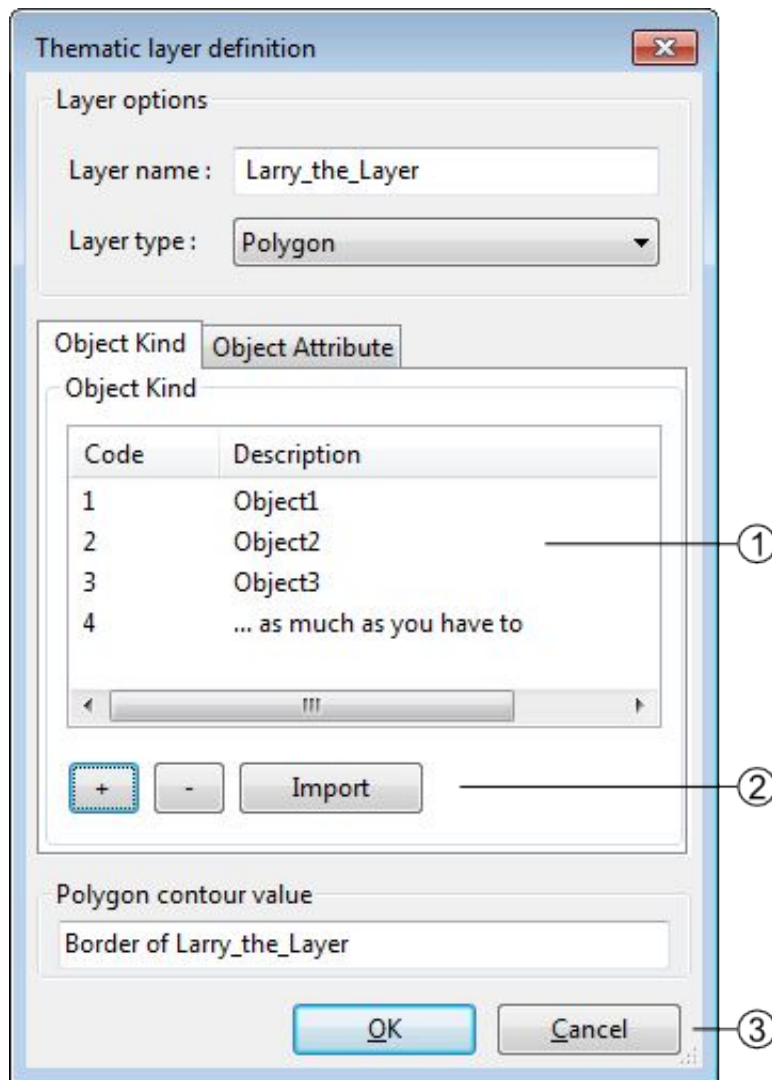 Thematic layer definition
Layer options
Layer name : Larry_the_Layer
Layer type : Polygon
Object Kind Object Attribute
Object Kind
Code Description
1 Object1
2 Object2
1
3 Object3
4 ... as much as you have to
+ - Import 2
Polygon contour value
Border of Larry_the_Layer
OK Cancel 3